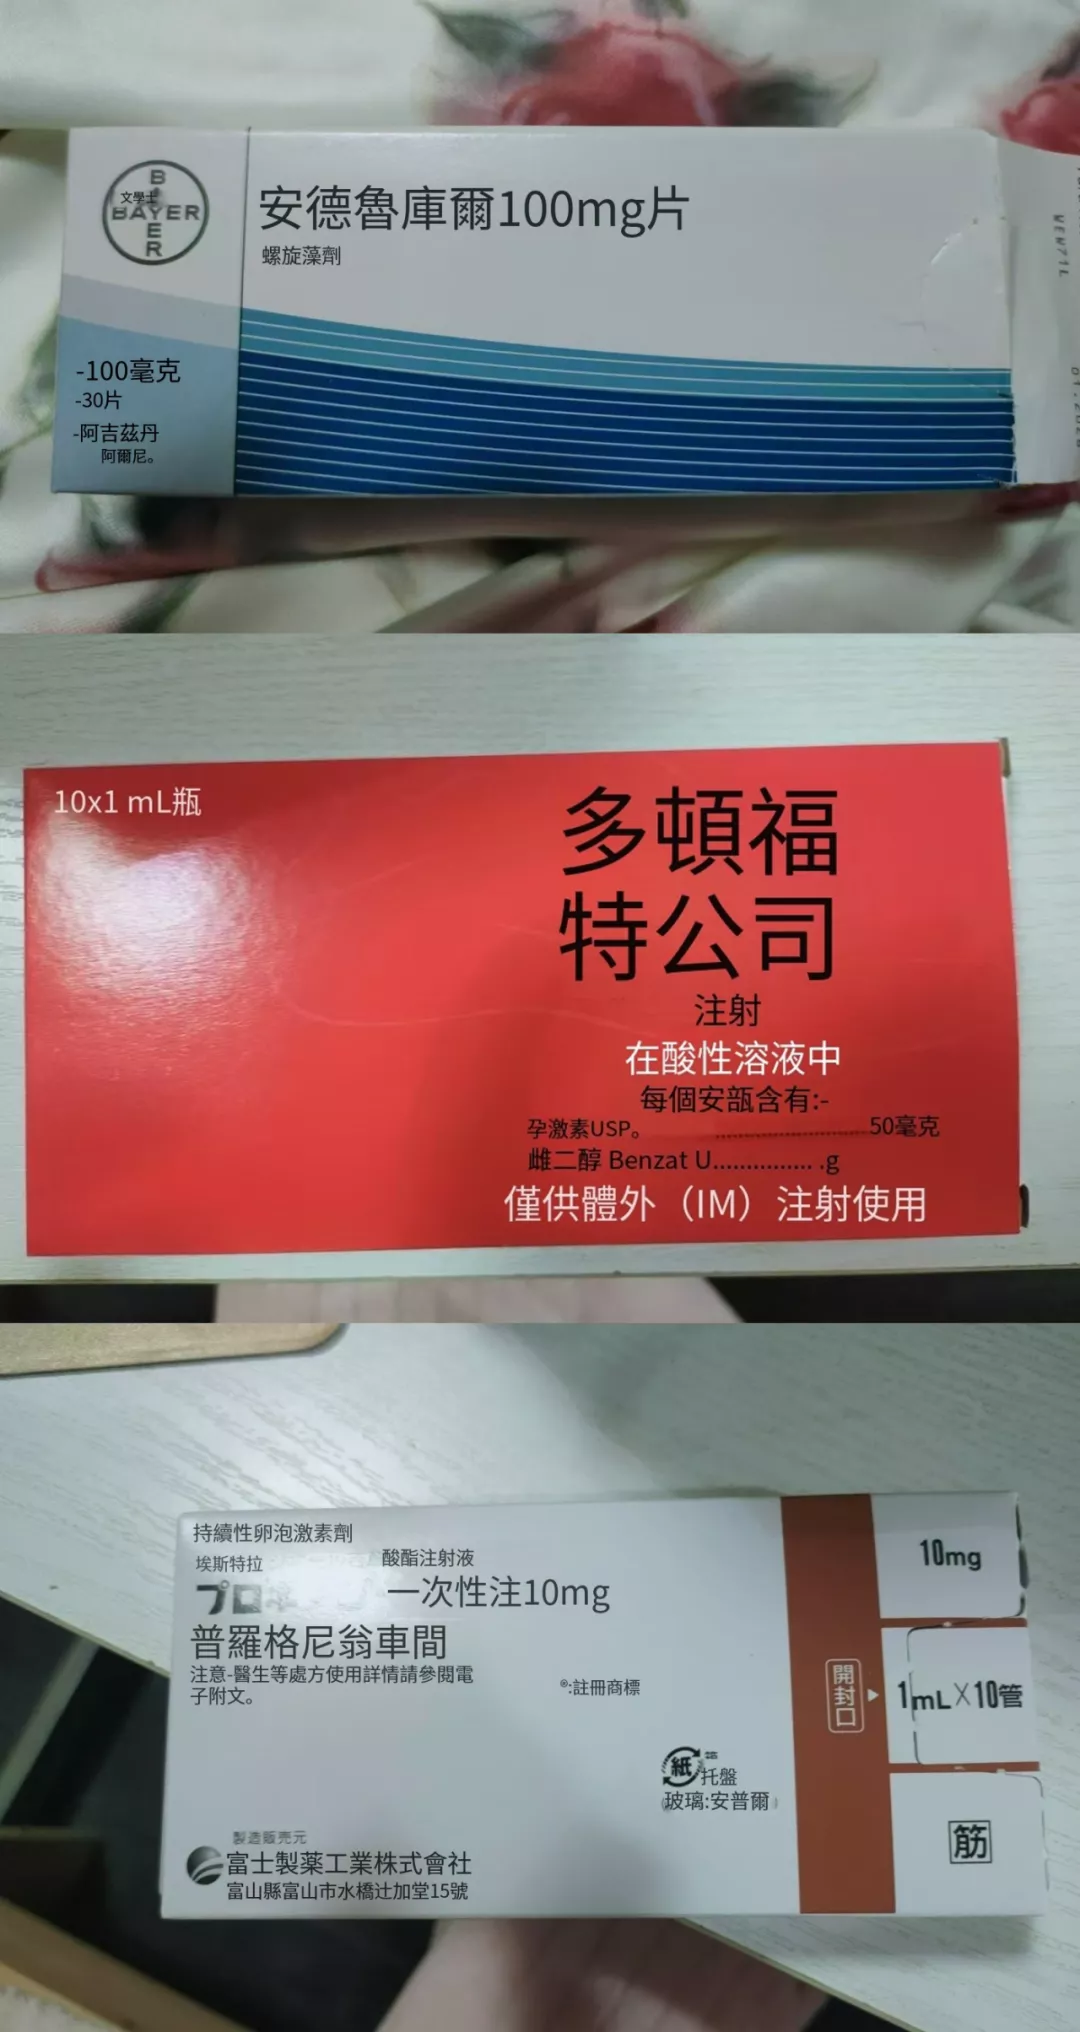 BAYER
BAYER
文學士
安德魯庫爾100mg片
螺旋藻劑
-100毫克
-30片
-阿吉茲丹
阿爾尼。
10x1 mL瓶
多頓福
特公司
注射
在酸性溶液中
每個安瓿含有:-
孕激素USP。..........................50毫克
雌二醇 Benzat U............... .g
僅供體外（IM）注射使用
持續性卵泡激素劑
埃斯特拉 酸酯注射液
プロ 一次性注10mg
普羅格尼翁車間
注意-醫生等處方使用詳情請參閱電
子附文。
®:註冊商標
紙
托盤
玻璃:安普爾
製造販売元
富士製薬工業株式會社
富山縣富山市水橋辻加堂15號
開封口
10mg
1mL×10管
筋